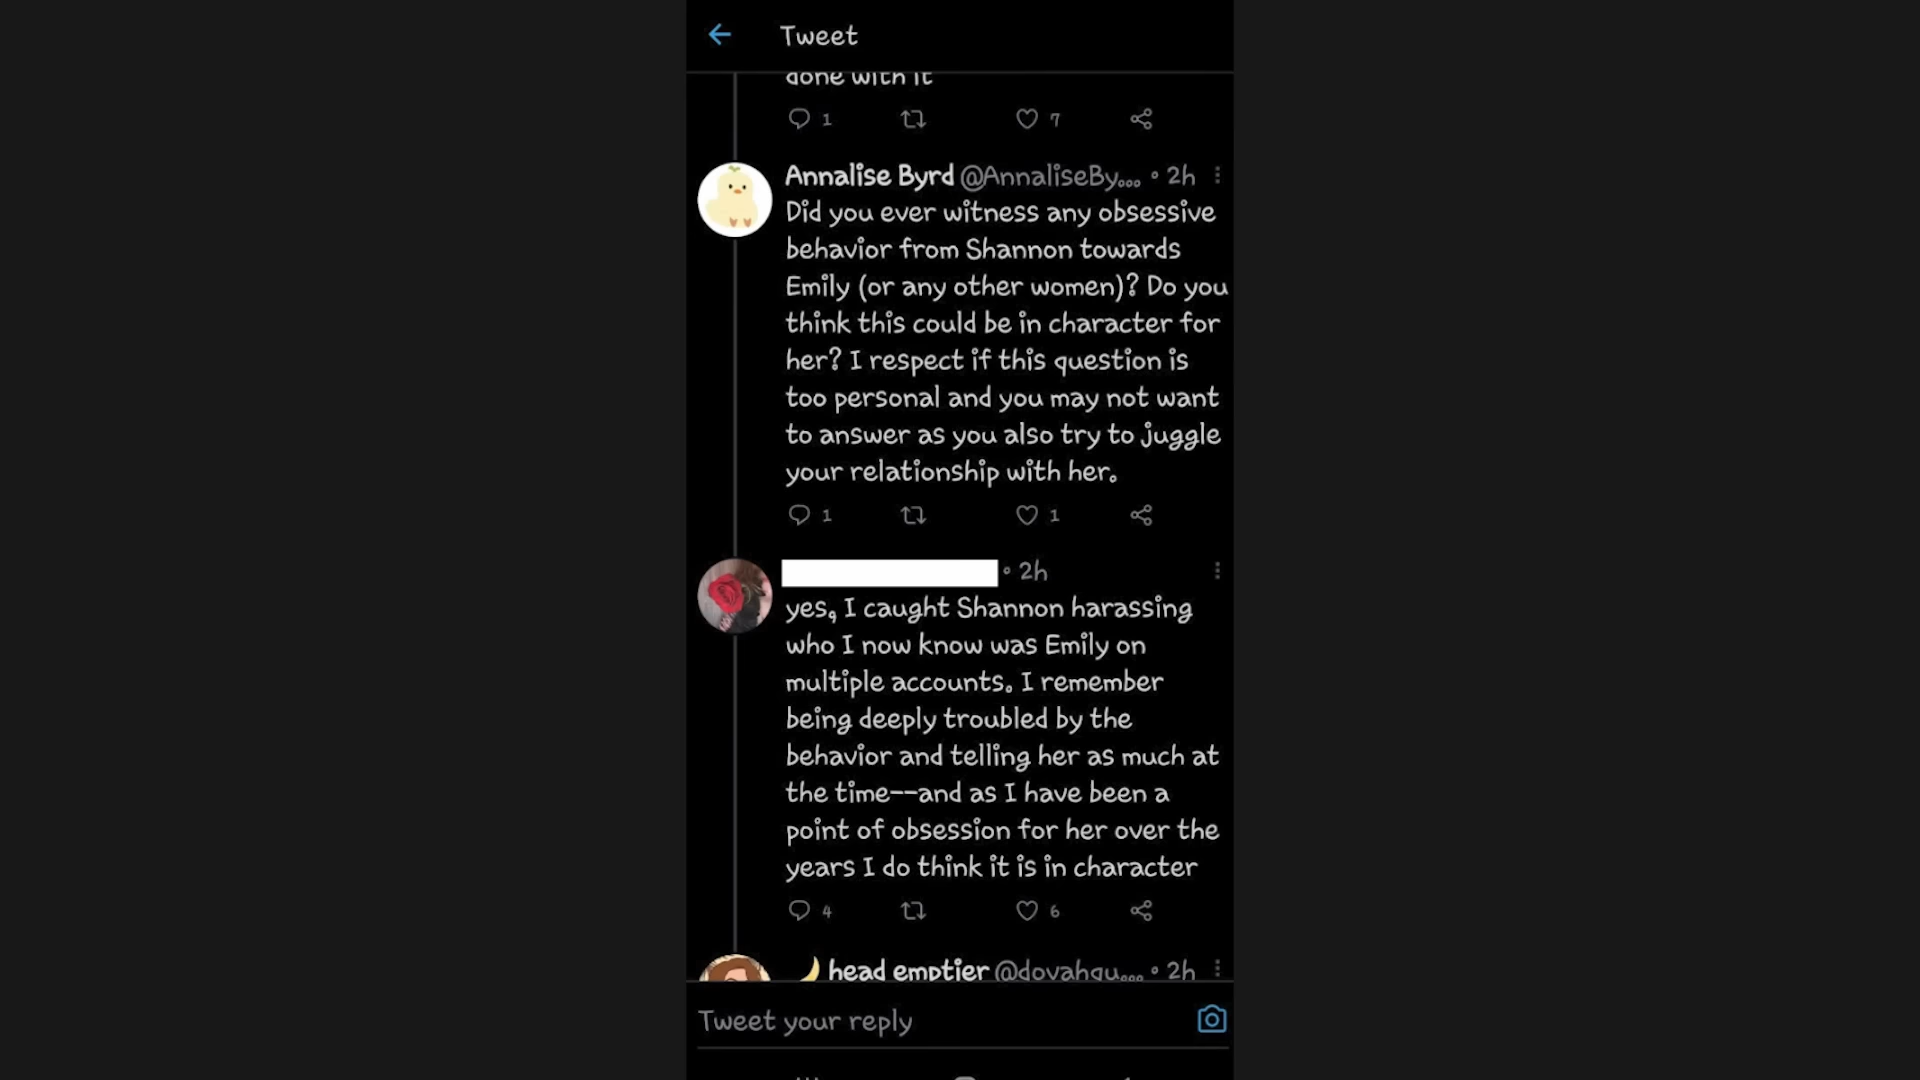 Tweet
done with it
1 7
Annalise Byrd @AnnaliseBy... • 2h
Did you ever witness any obsessive
behavior from Shannon towards
Emily (or any other women)? Do you
think this could be in character for
her? I respect if this question is
too personal and you may not want
to answer as you also try to juggle
your relationship with her.
1 1
• 2h
yes, I caught Shannon harassing
who I now know was Emily on
multiple accounts. I remember
being deeply troubled by the
behavior and telling her as much at
the time--and as I have been a
point of obsession for her over the
years I do think it is in character
4 6
head emptier @dovahqu... • 2h
Tweet your reply